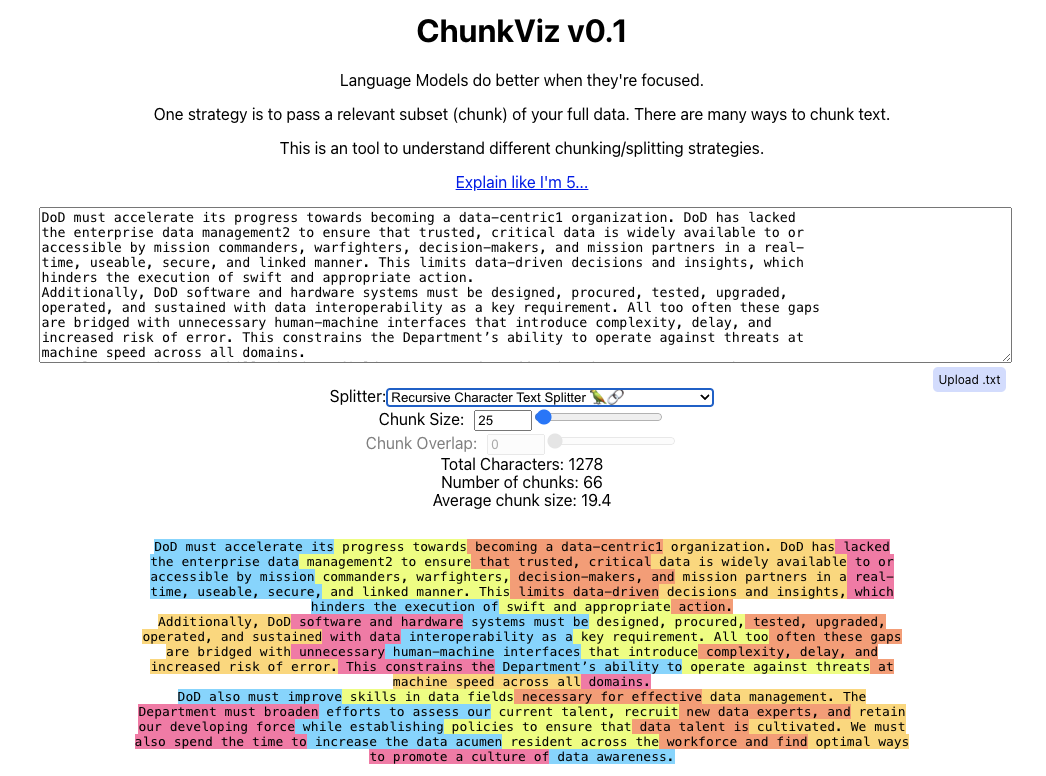 ChunkViz v0.1
Language Models do better when they're focused.
One strategy is to pass a relevant subset (chunk) of your full data. There are many ways to chunk text.
This is an tool to understand different chunking/splitting strategies.
Explain like I'm 5...
DoD must accelerate its progress towards becoming a data-centric1 organization. DoD has lacked
the enterprise data management2 to ensure that trusted, critical data is widely available to or
accessible by mission commanders, warfighters, decision-makers, and mission partners in a real-
time, useable, secure, and linked manner. This limits data-driven decisions and insights, which
hinders the execution of swift and appropriate action.
Additionally, DoD software and hardware systems must be designed, procured, tested, upgraded,
operated, and sustained with data interoperability as a key requirement. All too often these gaps
are bridged with unnecessary human-machine interfaces that introduce complexity, delay, and
increased risk of error. This constrains the Department’s ability to operate against threats at
machine speed across all domains.
Upload .txt
Splitter: Recursive Character Text Splitter 🦜🔗
Chunk Size: 25
Chunk Overlap: 0
Total Characters: 1278
Number of chunks: 66
Average chunk size: 19.4
DoD must accelerate its progress towards becoming a data-centric1 organization. DoD has lacked
the enterprise data management2 to ensure that trusted, critical data is widely available to or
accessible by mission commanders, warfighters, decision-makers, and mission partners in a real-
time, useable, secure, and linked manner. This limits data-driven decisions and insights, which
hinders the execution of swift and appropriate action.
Additionally, DoD software and hardware systems must be designed, procured, tested, upgraded,
operated, and sustained with data interoperability as a key requirement. All too often these gaps
are bridged with unnecessary human-machine interfaces that introduce complexity, delay, and
increased risk of error. This constrains the Department’s ability to operate against threats at
machine speed across all domains.
DoD also must improve skills in data fields necessary for effective data management. The
Department must broaden efforts to assess our current talent, recruit new data experts, and retain
our developing force while establishing policies to ensure that data talent is cultivated. We must
also spend the time to increase the data acumen resident across the workforce and find optimal ways
to promote a culture of data awareness.